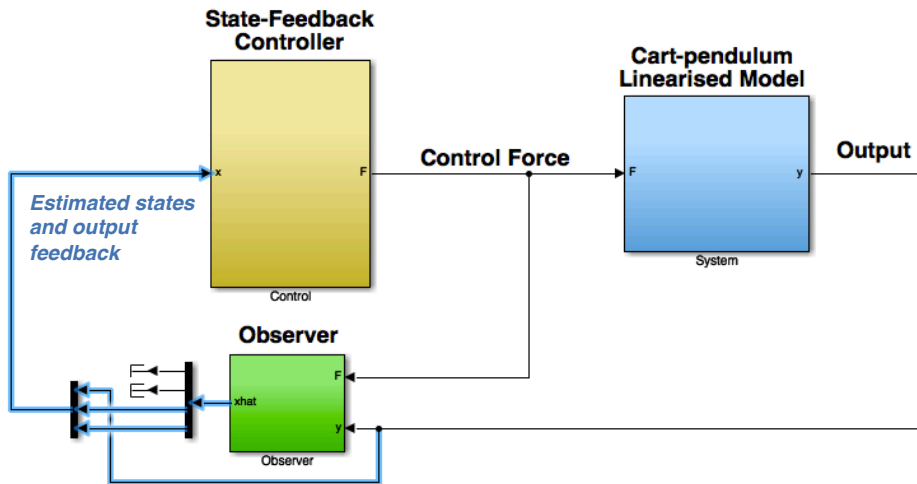 State-Feedback
Controller
Cart-pendulum
Linearised Model
x
F
Control Force
F
y
Output
Estimated states
and output
feedback
System
Control
Observer
F
xhat
y
Observer